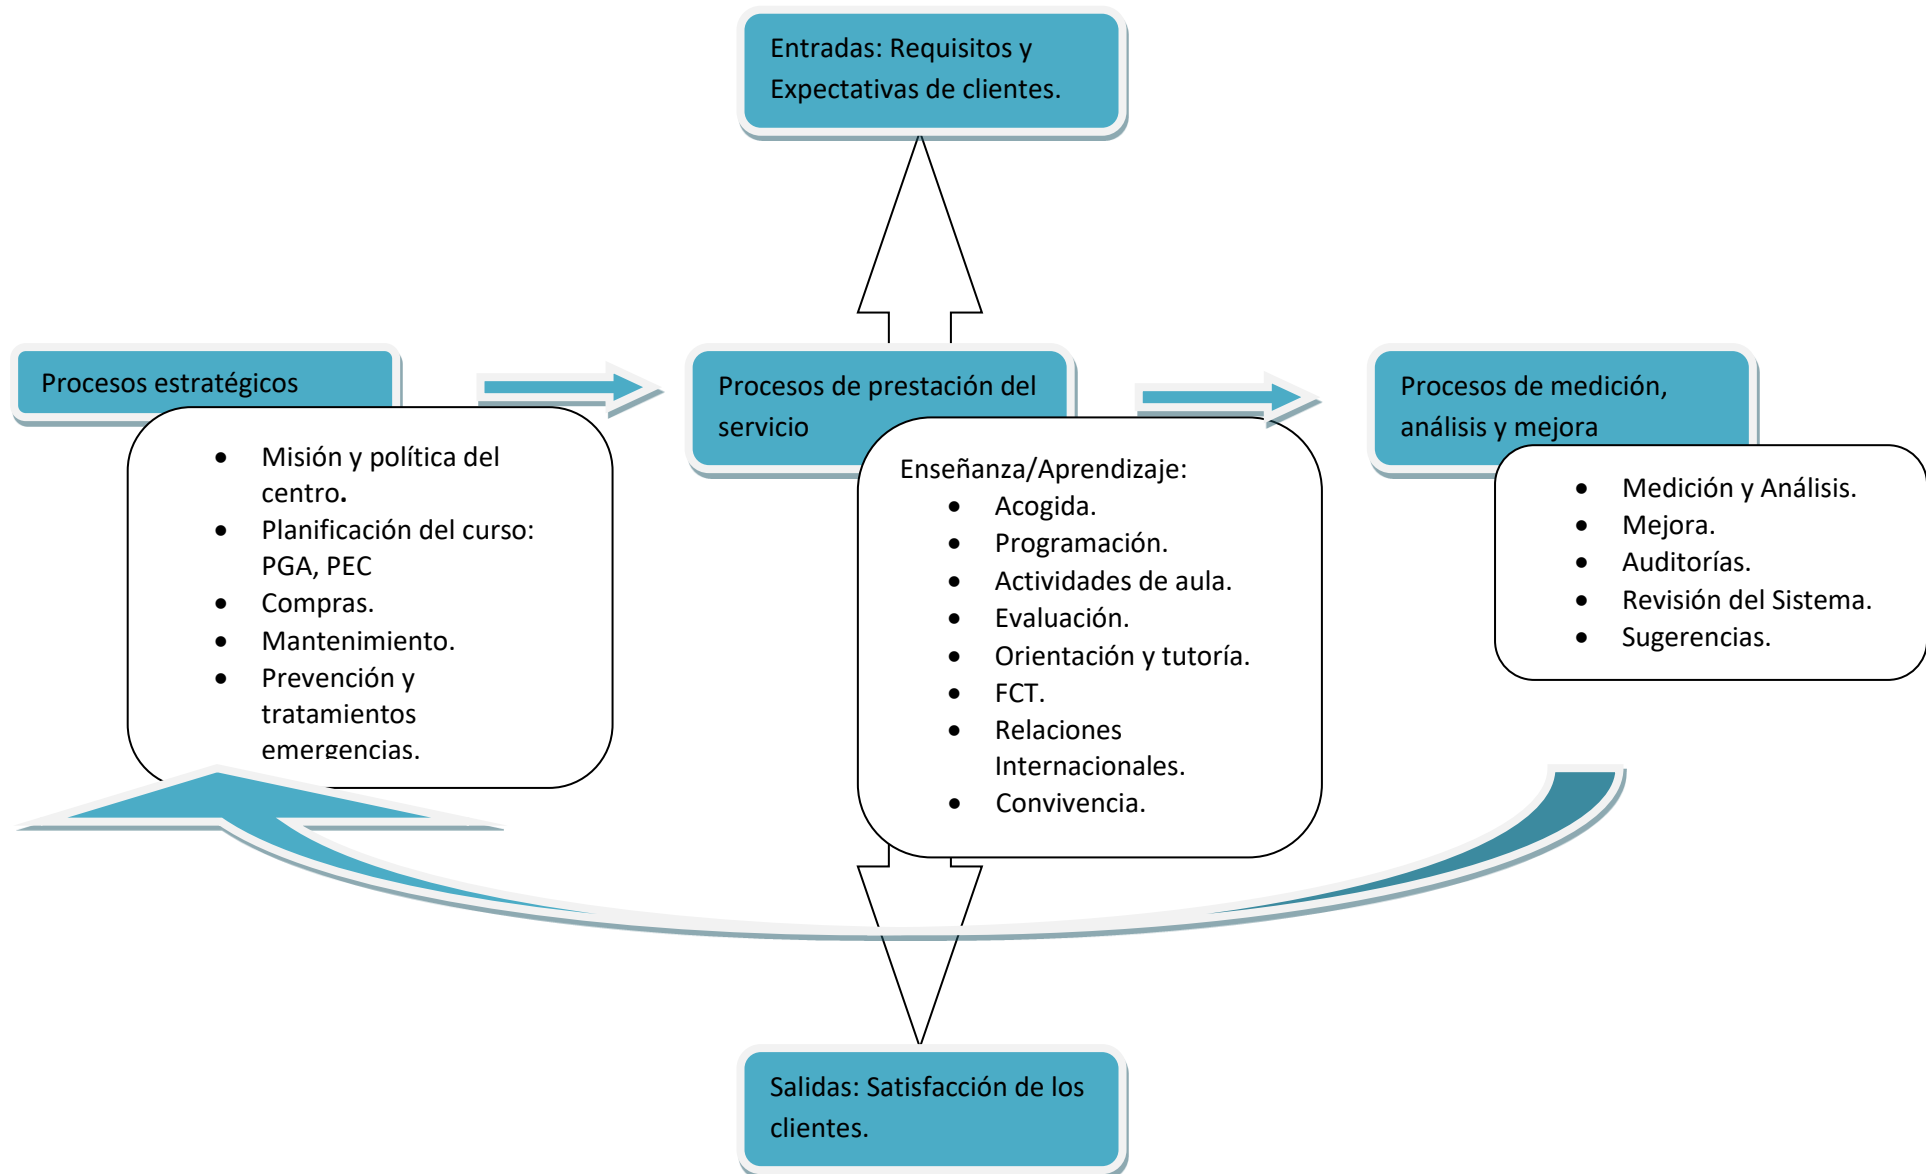 Entradas: Requisitos y
Expectativas de clientes.
Procesos estratégicos
• Misión y política del
centro.
• Planificación del curso:
PGA, PEC
• Compras.
• Mantenimiento.
• Prevención y
tratamientos
emergencias.
Procesos de prestación del
servicio
Enseñanza/Aprendizaje:
• Acogida.
• Programación.
• Actividades de aula.
• Evaluación.
• Orientación y tutoría.
• FCT.
• Relaciones
Internacionales.
• Convivencia.
Procesos de medición,
análisis y mejora
• Medición y Análisis.
• Mejora.
• Auditorías.
• Revisión del Sistema.
• Sugerencias.
Salidas: Satisfacción de los
clientes.